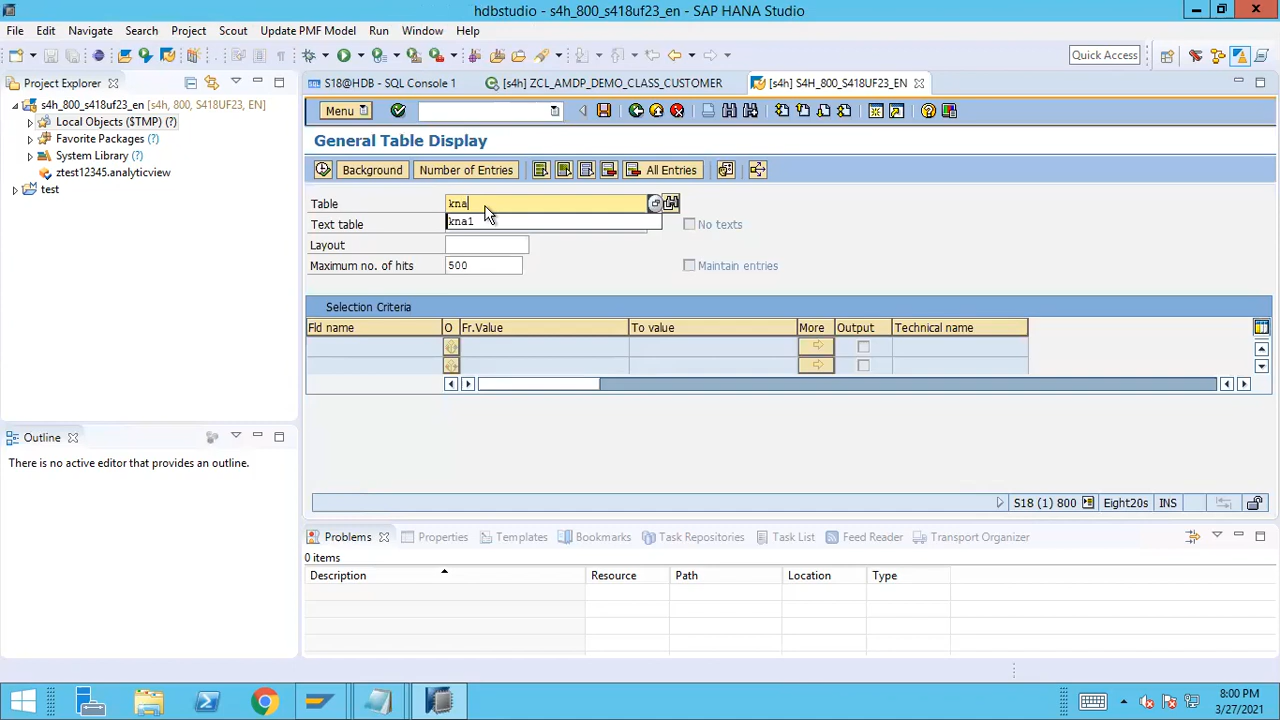 hdbstudio - s4h_800_s418uf23_en - SAP HANA Studio
File Edit Navigate Search Project Scout Update PMF Model Run Window Help
Quick Access
Project Explorer
s4h_800_s418uf23_en [s4h, 800, S418UF23, EN]
Local Objects ($TMP) (?)
Favorite Packages (?)
System Library (?)
ztest12345.analyticview
test
S18@HDB - SQL Console 1
[s4h] ZCL_AMDP_DEMO_CLASS_CUSTOMER
[s4h] S4H_800_S418UF23_EN
Menu
General Table Display
Background Number of Entries All Entries
Table kna
kna1
Text table No texts
Layout
Maximum no. of hits 500 Maintain entries
Selection Criteria
Fld name O Fr.Value To value More Output Technical name
S18 (1) 800 Eight20s INS
Outline
There is no active editor that provides an outline.
Problems Properties Templates Bookmarks Task Repositories Task List Feed Reader Transport Organizer
0 items
Description Resource Path Location Type
8:00 PM
3/27/2021